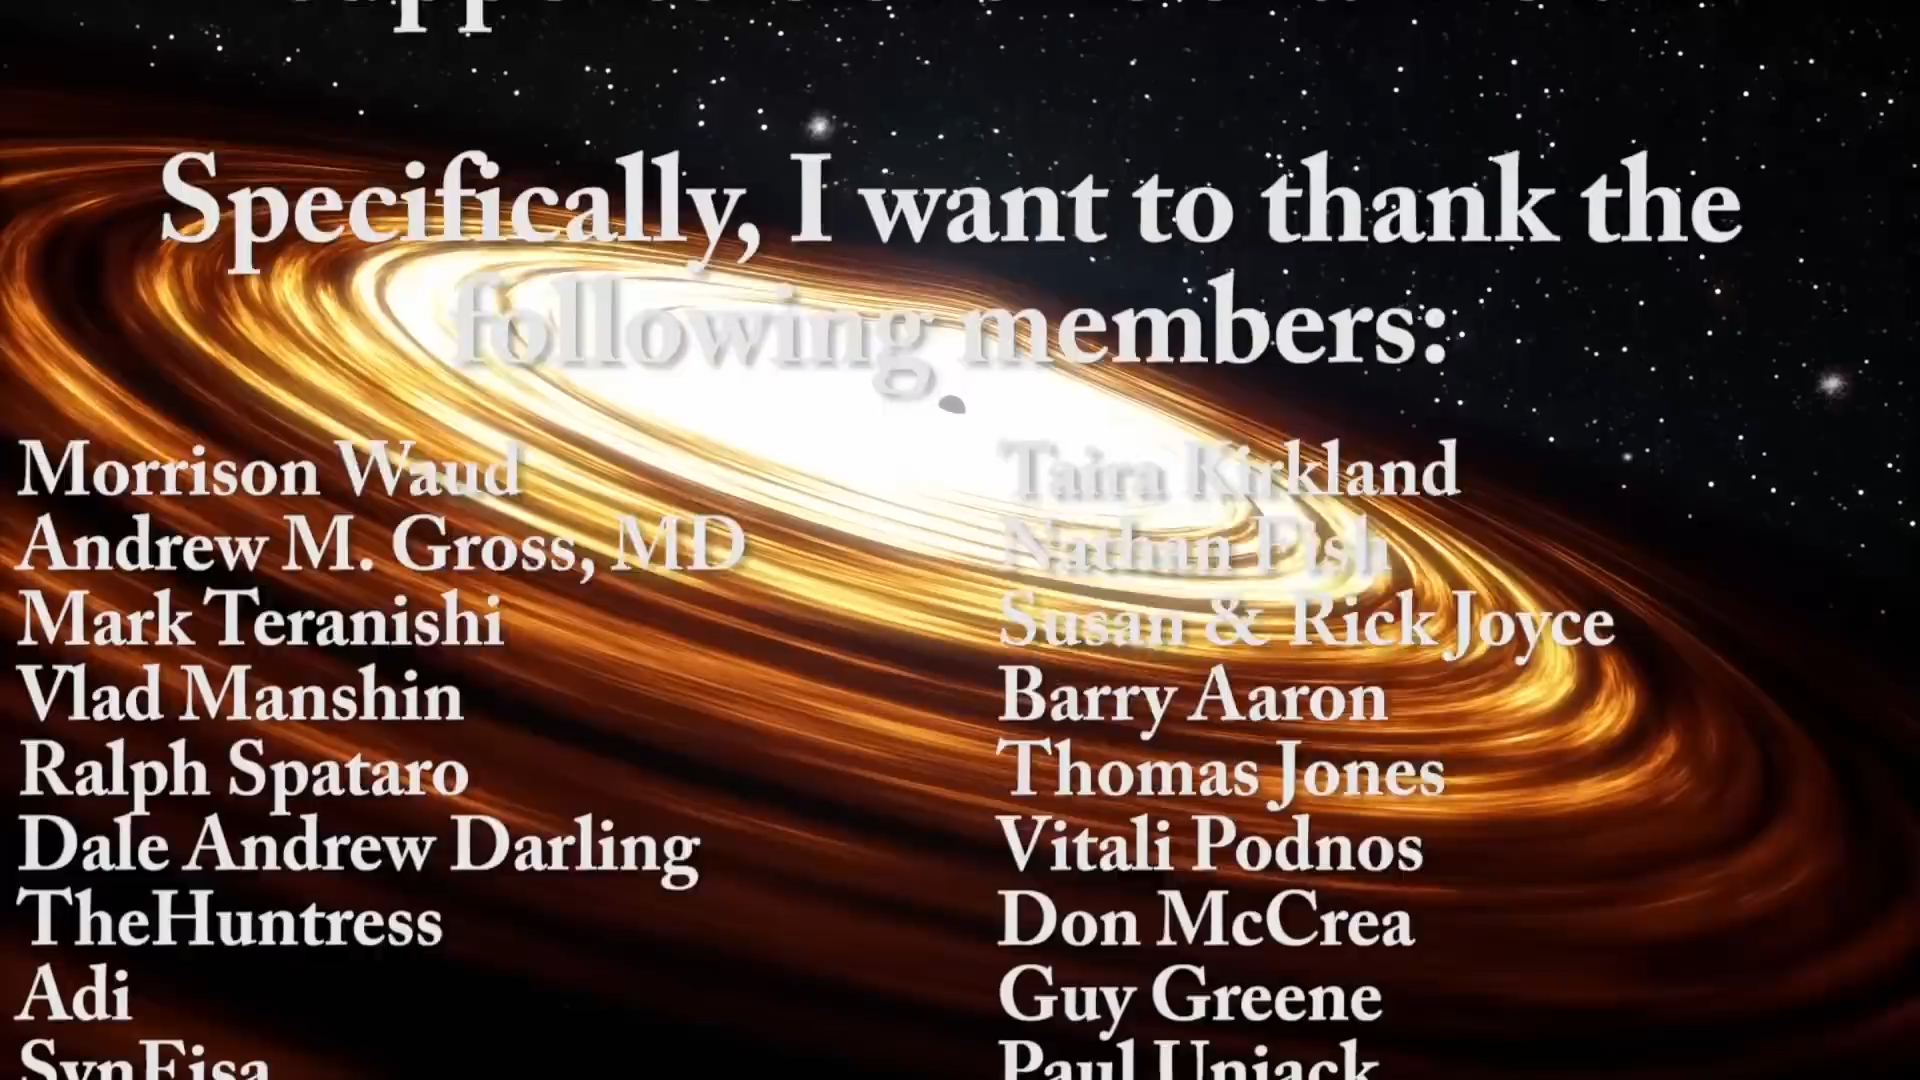 Specifically, I want to thank the
following members:
Morrison Waud
Andrew M. Gross, MD
Mark Teranishi
Vlad Manshin
Ralph Spataro
Dale Andrew Darling
TheHuntress
Adi
Taira Kirkland
Nathan Fish
Susan & Rick Joyce
Barry Aaron
Thomas Jones
Vitali Podnos
Don McCrea
Guy Greene
Paul